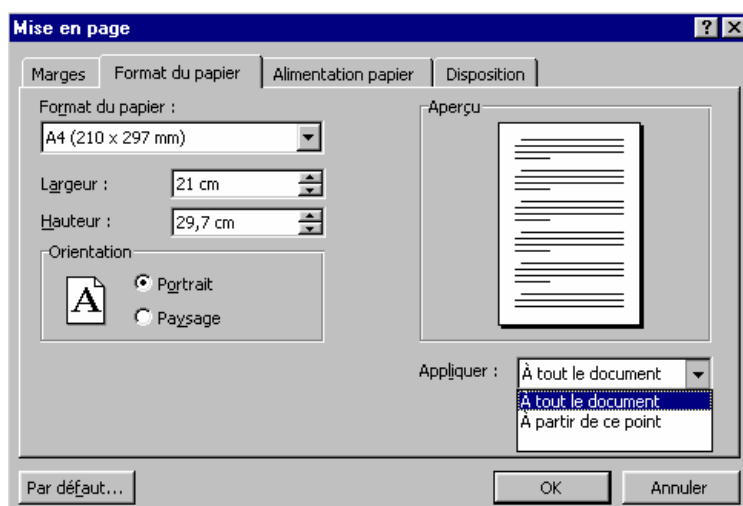 Mise en page
Marges Format du papier Alimentation papier Disposition
Format du papier :
A4 (210 x 297 mm)
Largeur : 21 cm
Hauteur : 29,7 cm
Orientation
A
Portrait
Paysage
Aperçu
Appliquer : À tout le document
À tout le document
À partir de ce point
Par défaut... OK Annuler